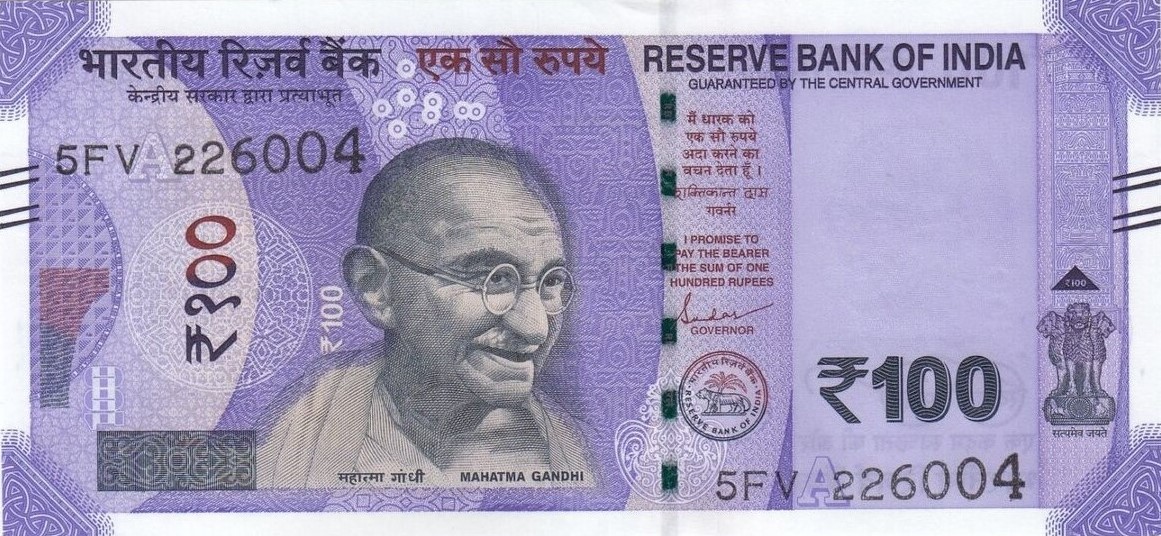 भारतीय रिज़र्व बैंक
केन्द्रीय सरकार द्वारा प्रत्याभूत
एक सौ रुपये
RESERVE BANK OF INDIA
GUARANTEED BY THE CENTRAL GOVERNMENT
5FV 226004
₹१००
₹100
मैं धारक को
एक सौ रुपये
अदा करने का
वचन देता हूँ।
शक्तिकान्त दास
गवर्नर
I PROMISE TO
PAY THE BEARER
THE SUM OF ONE
HUNDRED RUPEES
GOVERNOR
भारतीय रिज़र्व बैंक
RESERVE BANK OF INDIA
₹100
₹100
सत्यमेव जयते
महात्मा गांधी
MAHATMA GANDHI
A
5FV 226004
A